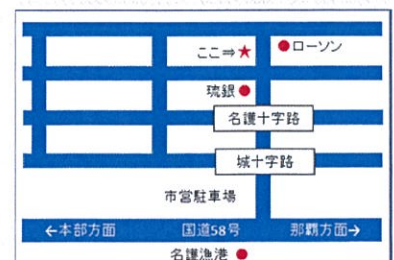 ここ⇒★ ●ローソン
琉銀●
名護十字路
城十字路
市営駐車場
←本部方面 国道58号 那覇方面→
名護漁港 ●